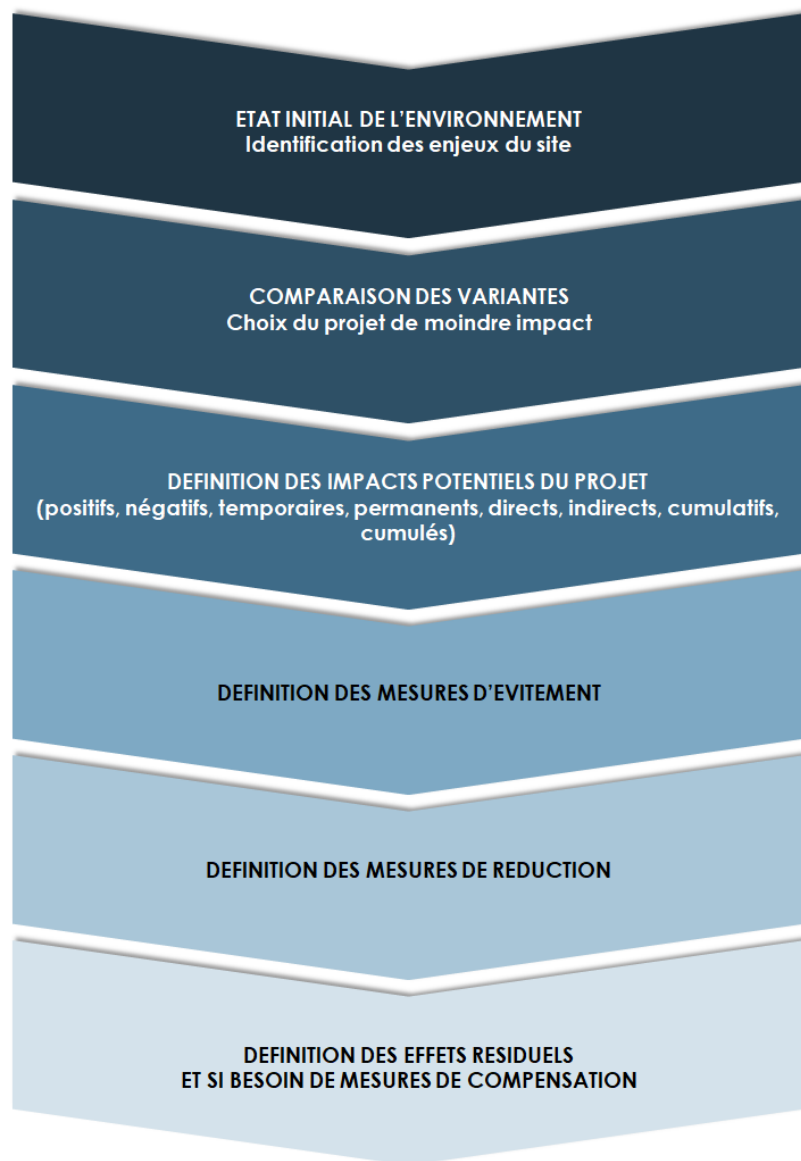 ETAT INITIAL DE L’ENVIRONNEMENT
Identification des enjeux du site
COMPARAISON DES VARIANTES
Choix du projet de moindre impact
DEFINITION DES IMPACTS POTENTIELS DU PROJET
(positifs, négatifs, temporaires, permanents, directs, indirects, cumulatifs,
cumulés)
DEFINITION DES MESURES D’EVITEMENT
DEFINITION DES MESURES DE REDUCTION
DEFINITION DES EFFETS RESIDUELS
ET SI BESOIN DE MESURES DE COMPENSATION